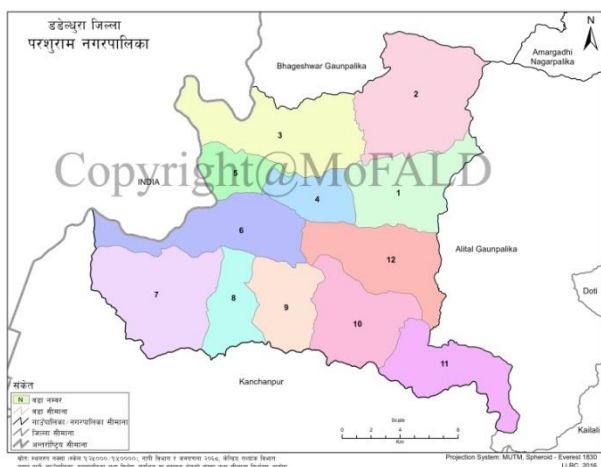 डडेल्धुरा जिल्ला
परशुराम नगरपालिका
N
Amargadhi
Nagarpalika
Bhageshwar Gaunpalika
2
3
Copyright@MoFALD
5
INDIA
4
1
6
Alital Gaunpalika
12
7
8
9
10
Doti
11
Kanchanpur
संकेत
N वडा नम्बर
वडा सीमाना
गाउँपालिका/नगरपालिका सीमाना
जिल्ला सीमाना
अन्तर्राष्ट्रिय सीमाना
Scale
0 2 4 8
Kailali
Projection System: MUTM, Spheroid - Everest 1830
LLRC, 2016